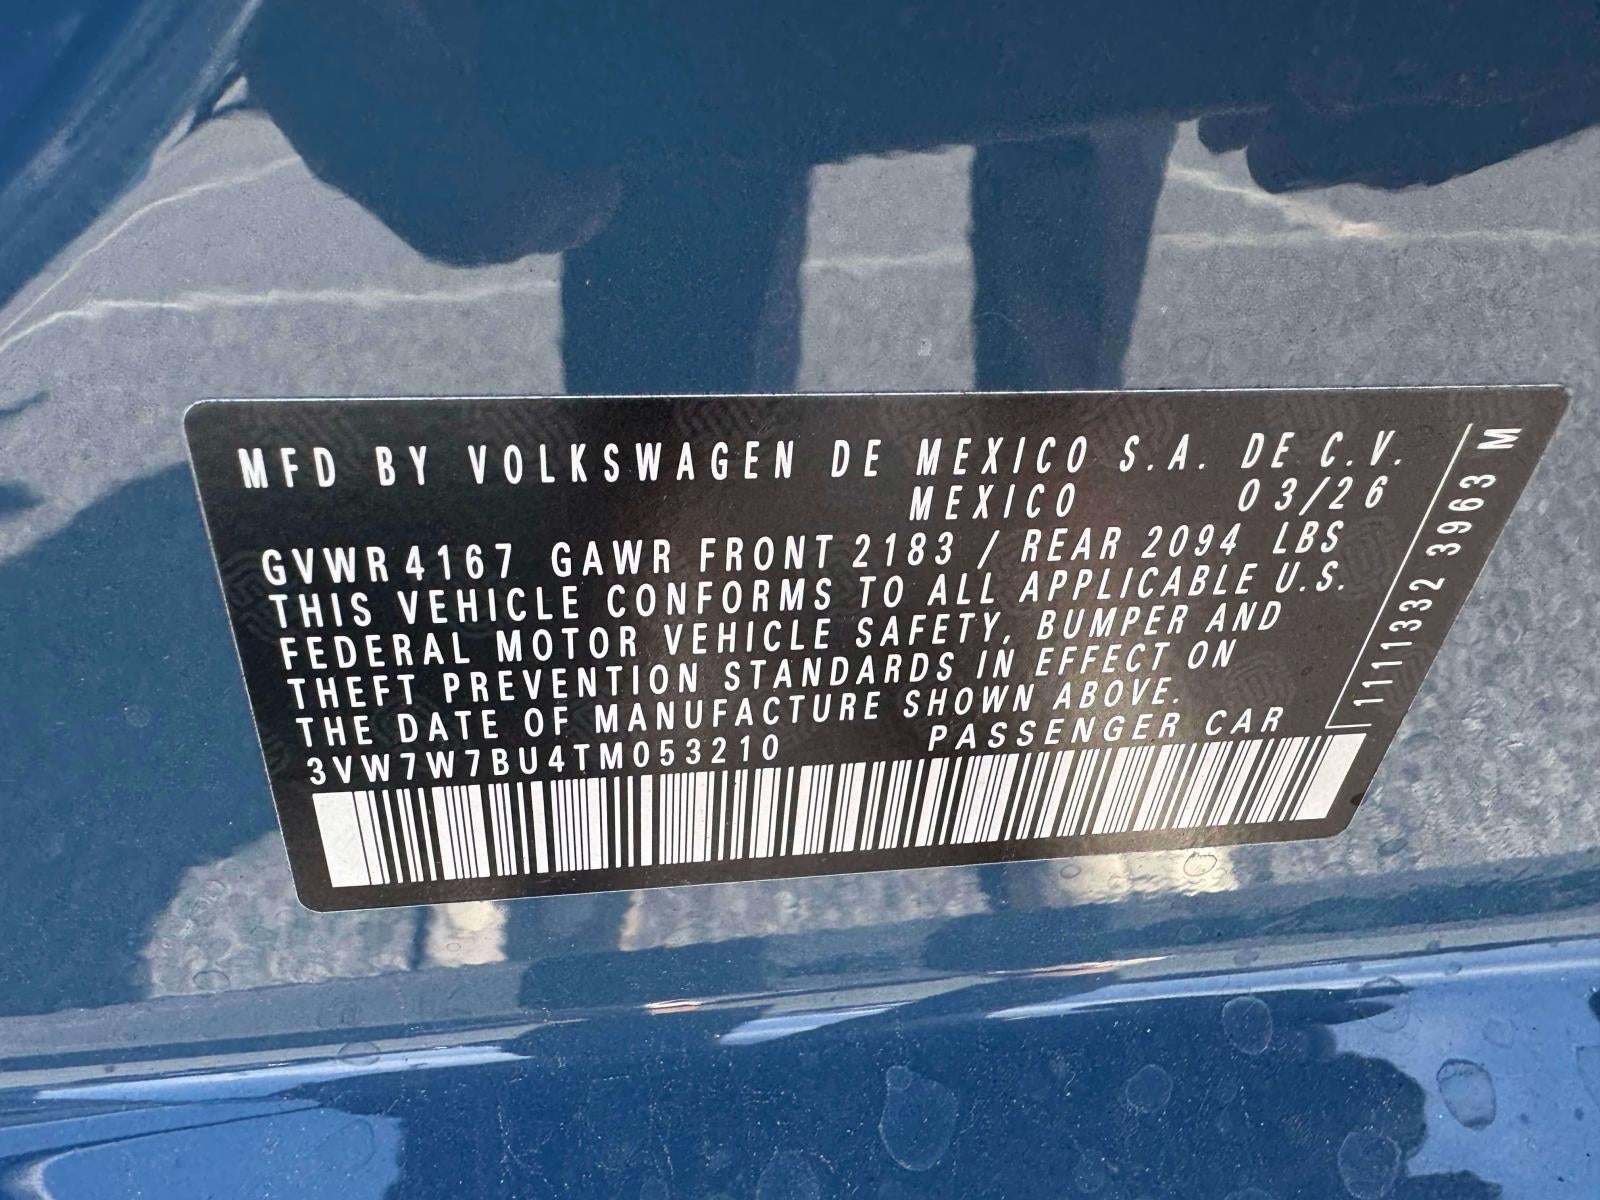 MFD BY VOLKSWAGEN DE MEXICO S.A. DE C.V.
MEXICO 03/26
GVWR 4167 GAWR FRONT 2183 / REAR 2094 LBS
THIS VEHICLE CONFORMS TO ALL APPLICABLE U.S.
FEDERAL MOTOR VEHICLE SAFETY, BUMPER AND
THEFT PREVENTION STANDARDS IN EFFECT ON
THE DATE OF MANUFACTURE SHOWN ABOVE.
3VW7W7BU4TM053210 PASSENGER CAR
1111332 3963 M